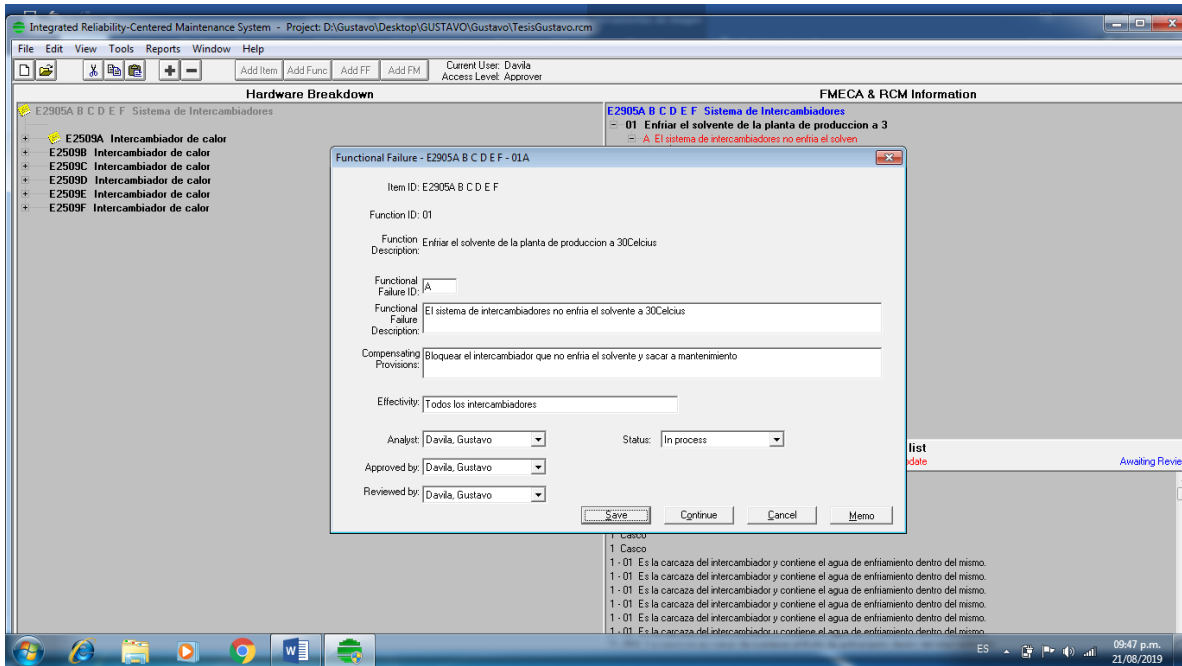 Integrated Reliability-Centered Maintenance System - Project: D:\Gustavo\Desktop\GUSTAVO\Gustavo\TesisGustavo.rcm
File Edit View Tools Reports Window Help
Add Item Add Func Add FF Add FM
Current User: Davila
Access Level: Approver
Hardware Breakdown
FMECA & RCM Information
E2905A B C D E F Sistema de Intercambiadores
E2509A Intercambiador de calor
E2509B Intercambiador de calor
E2509C Intercambiador de calor
E2509D Intercambiador de calor
E2509E Intercambiador de calor
E2509F Intercambiador de calor
E2905A B C D E F Sistema de Intercambiadores
01 Enfriar el solvente de la planta de produccion a 3
A El sistema de intercambiadores no enfria el solven
Functional Failure - E2905A B C D E F - 01A
Item ID: E2905A B C D E F
Function ID: 01
Function Description: Enfriar el solvente de la planta de produccion a 30Celcius
Functional Failure ID: A
Functional Failure Description: El sistema de intercambiadores no enfria el solvente a 30Celcius
Compensating Provisions: Bloquear el intercambiador que no enfria el solvente y sacar a mantenimiento
Effectivity: Todos los intercambiadores
Analyst: Davila, Gustavo
Status: In process
Approved by: Davila, Gustavo
Reviewed by: Davila, Gustavo
Save Continue Cancel Memo
list
pdate
Awaiting Revie
1 Casco
1 Casco
1 - 01 Es la carcaza del intercambiador y contiene el agua de enfriamiento dentro del mismo.
1 - 01 Es la carcaza del intercambiador y contiene el agua de enfriamiento dentro del mismo.
1 - 01 Es la carcaza del intercambiador y contiene el agua de enfriamiento dentro del mismo.
1 - 01 Es la carcaza del intercambiador y contiene el agua de enfriamiento dentro del mismo.
1 - 01 Es la carcaza del intercambiador y contiene el agua de enfriamiento dentro del mismo.
1 - 01 Es la carcaza del intercambiador y contiene el agua de enfriamiento dentro del mismo.
ES
09:47 p.m.
21/08/2019